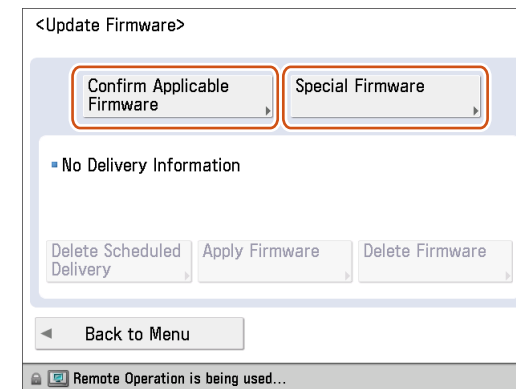 <Update Firmware>
Confirm Applicable
Firmware
Special Firmware
No Delivery Information
Delete Scheduled
Delivery
Apply Firmware
Delete Firmware
Back to Menu
Remote Operation is being used...